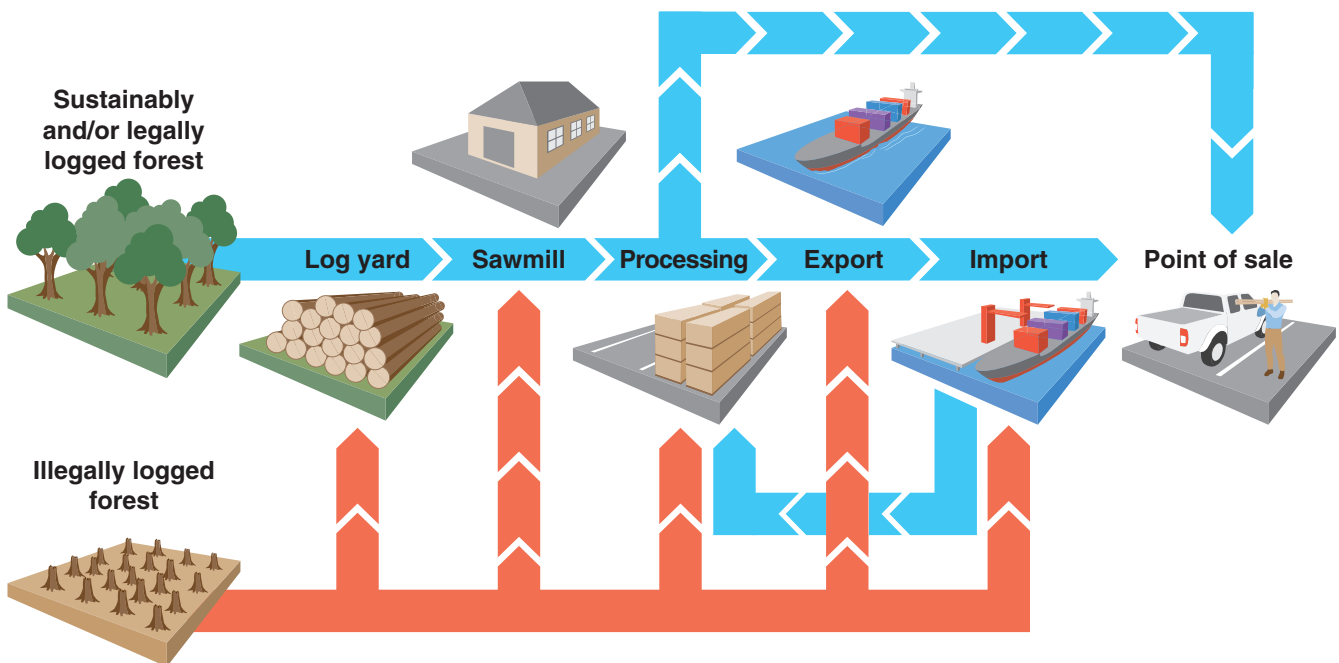 Sustainably
and/or legally
logged forest
Log yard
Sawmill
Processing
Export
Import
Point of sale
Illegally logged
forest